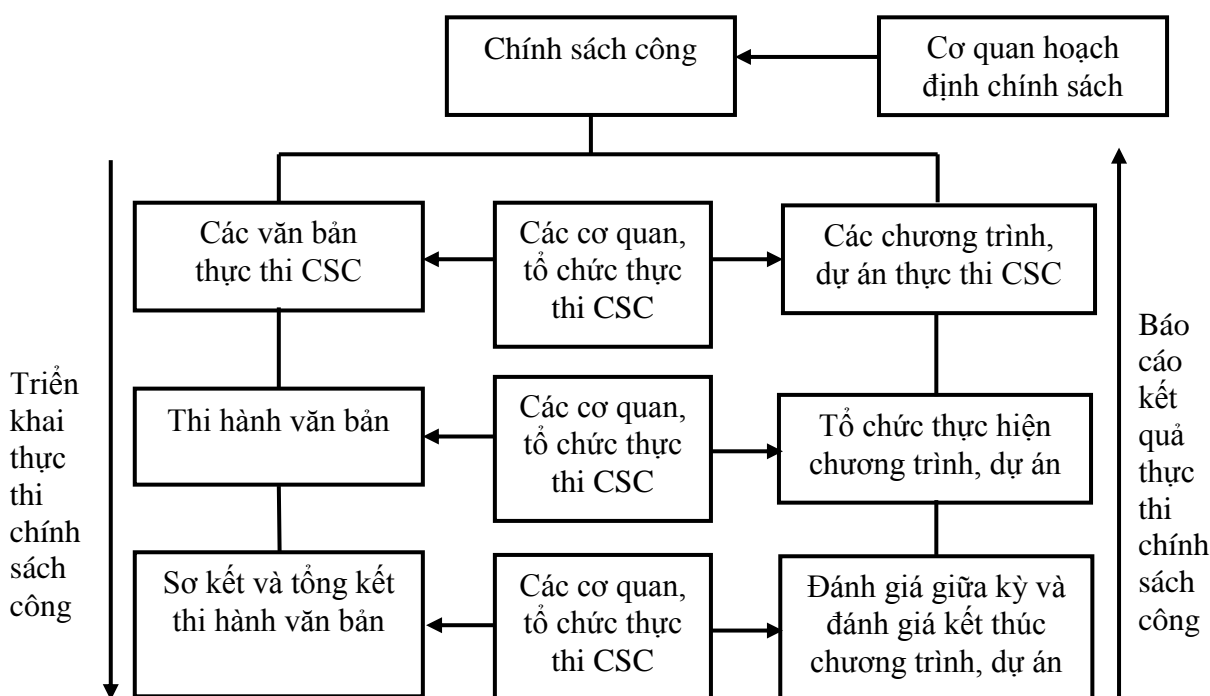 Chính sách công
Cơ quan hoạch
định chính sách
Các văn bản
thực thi CSC
Các cơ quan,
tổ chức thực
thi CSC
Các chương trình,
dự án thực thi CSC
Thi hành văn bản
Các cơ quan,
tổ chức thực
thi CSC
Tổ chức thực hiện
chương trình, dự án
Sơ kết và tổng kết
thi hành văn bản
Các cơ quan,
tổ chức thực
thi CSC
Đánh giá giữa kỳ và
đánh giá kết thúc
chương trình, dự án
Triển
khai
thực
thi
chính
sách
công
Báo
cáo
kết
quả
thực
thi
chính
sách
công